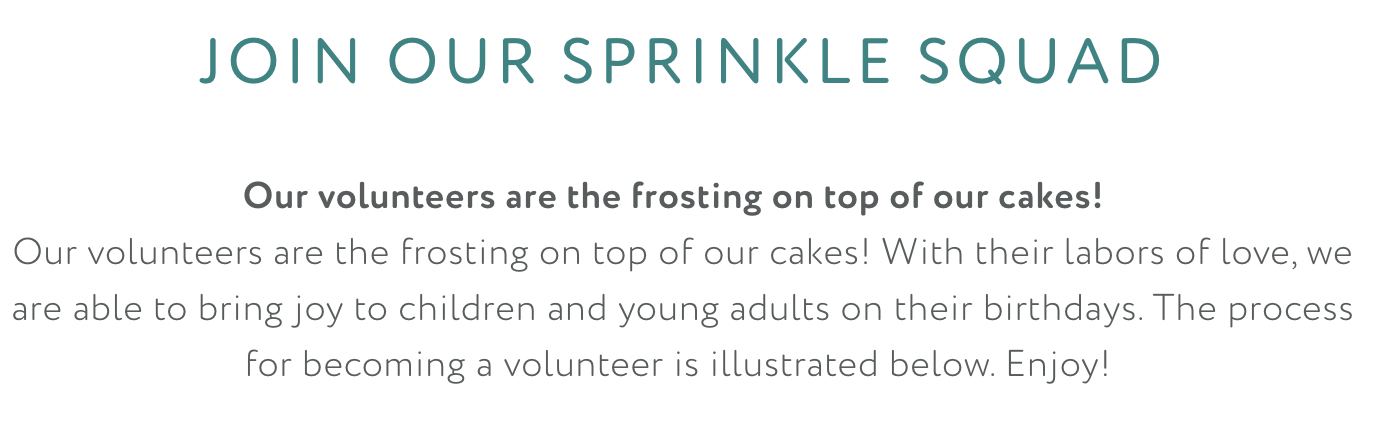 JOIN OUR SPRINKLE SQUAD
Our volunteers are the frosting on top of our cakes!
Our volunteers are the frosting on top of our cakes! With their labors of love, we
are able to bring joy to children and young adults on their birthdays. The process
for becoming a volunteer is illustrated below. Enjoy!